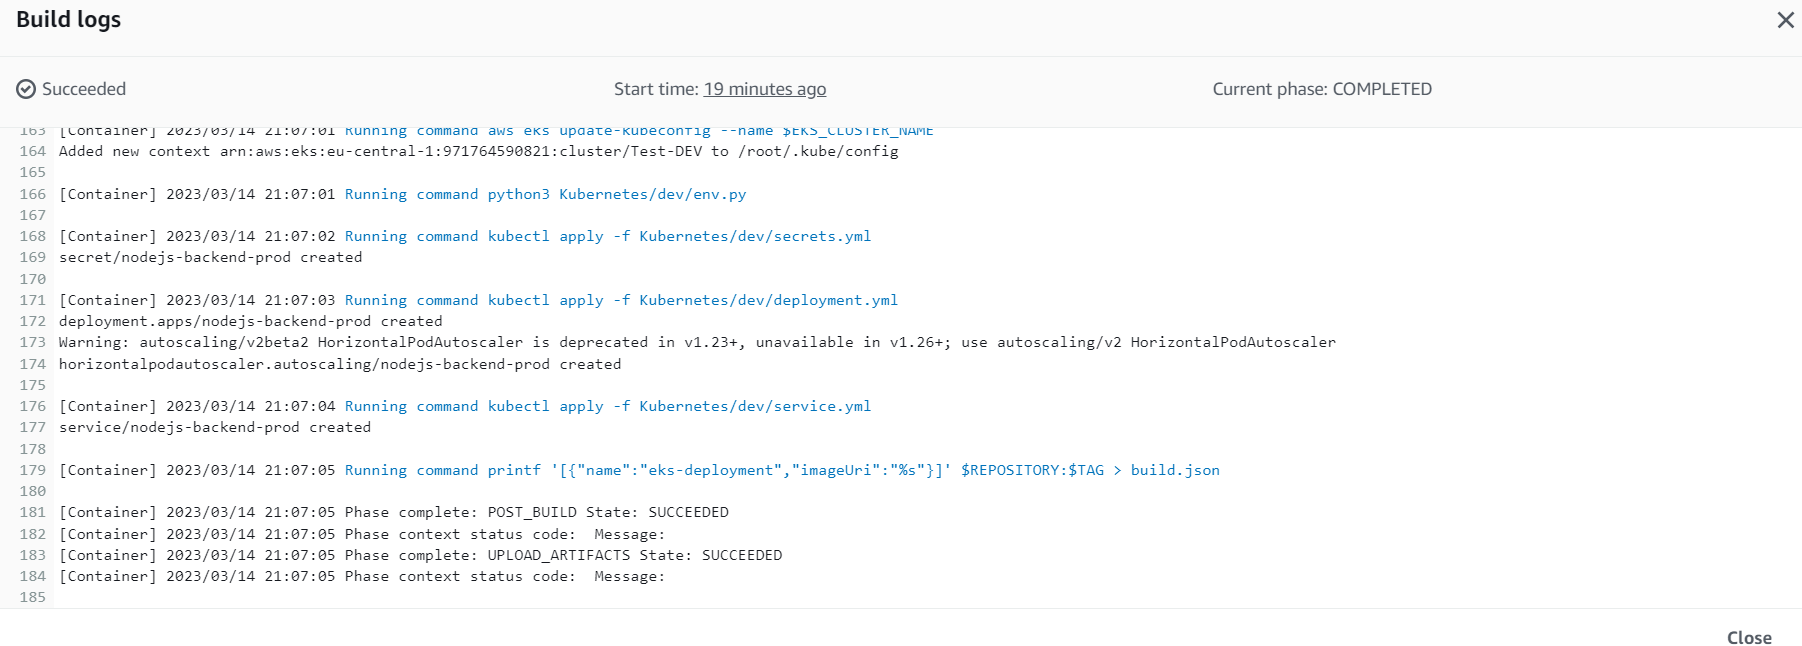 Build logs
Succeeded
Start time: 19 minutes ago
Current phase: COMPLETED
163 [Container] 2023/03/14 21:07:01 Running command aws eks update-kubeconfig --name $EKS_CLUSTER_NAME
164 Added new context arn:aws:eks:eu-central-1:971764590821:cluster/Test-DEV to /root/.kube/config
165
166 [Container] 2023/03/14 21:07:01 Running command python3 Kubernetes/dev/env.py
167
168 [Container] 2023/03/14 21:07:02 Running command kubectl apply -f Kubernetes/dev/secrets.yml
169 secret/nodejs-backend-prod created
170
171 [Container] 2023/03/14 21:07:03 Running command kubectl apply -f Kubernetes/dev/deployment.yml
172 deployment.apps/nodejs-backend-prod created
173 Warning: autoscaling/v2beta2 HorizontalPodAutoscaler is deprecated in v1.23+, unavailable in v1.26+; use autoscaling/v2 HorizontalPodAutoscaler
174 horizontalpodautoscaler.autoscaling/nodejs-backend-prod created
175
176 [Container] 2023/03/14 21:07:04 Running command kubectl apply -f Kubernetes/dev/service.yml
177 service/nodejs-backend-prod created
178
179 [Container] 2023/03/14 21:07:05 Running command printf '[{"name":"eks-deployment","imageUri":"%s"}]' $REPOSITORY:$TAG > build.json
180
181 [Container] 2023/03/14 21:07:05 Phase complete: POST_BUILD State: SUCCEEDED
182 [Container] 2023/03/14 21:07:05 Phase context status code:  Message:
183 [Container] 2023/03/14 21:07:05 Phase complete: UPLOAD_ARTIFACTS State: SUCCEEDED
184 [Container] 2023/03/14 21:07:05 Phase context status code:  Message:
185
Close